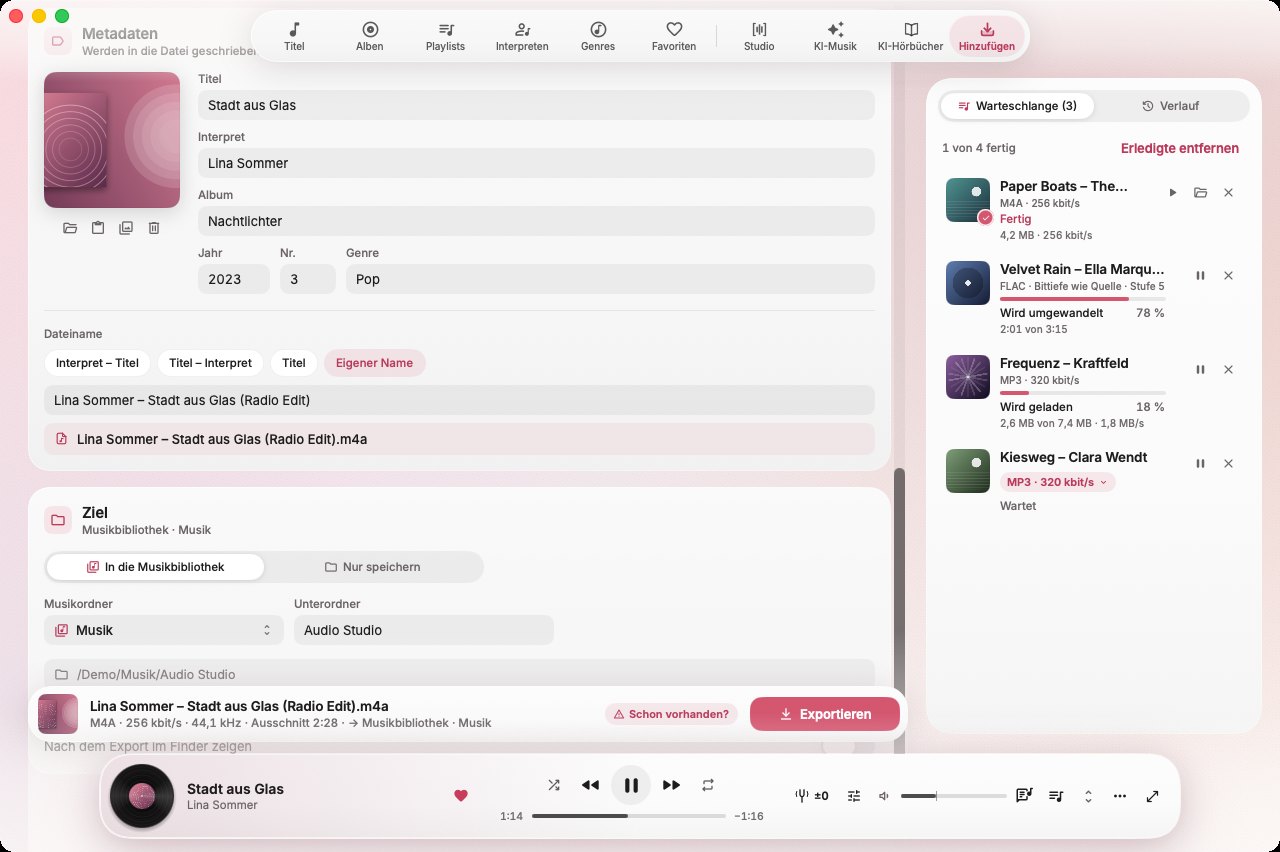 Titel
Alben
Playlists
Interpreten
Genres
Favoriten
Studio
KI-Musik
KI-Hörbücher
Hinzufügen
Metadaten
Werden in die Datei geschrieben
Titel
Stadt aus Glas
Interpret
Lina Sommer
Album
Nachtlichter
Jahr
Nr.
Genre
2023
3
Pop
Dateiname
Interpret – Titel
Titel – Interpret
Titel
Eigener Name
Lina Sommer – Stadt aus Glas (Radio Edit)
Lina Sommer – Stadt aus Glas (Radio Edit).m4a
Ziel
Musikbibliothek · Musik
In die Musikbibliothek
Nur speichern
Musikordner
Unterordner
Musik
Audio Studio
/Demo/Musik/Audio Studio
Lina Sommer – Stadt aus Glas (Radio Edit).m4a
M4A · 256 kbit/s · 44,1 kHz · Ausschnitt 2:28 · → Musikbibliothek · Musik
Schon vorhanden?
Exportieren
Nach dem Export im Finder zeigen
Warteschlange (3)
Verlauf
1 von 4 fertig
Erledigte entfernen
Paper Boats – The…
M4A · 256 kbit/s
Fertig
4,2 MB · 256 kbit/s
Velvet Rain – Ella Marqu…
FLAC · Bittiefe wie Quelle · Stufe 5
Wird umgewandelt
78 %
2:01 von 3:15
Frequenz – Kraftfeld
MP3 · 320 kbit/s
Wird geladen
18 %
2,6 MB von 7,4 MB · 1,8 MB/s
Kiesweg – Clara Wendt
MP3 · 320 kbit/s
Wartet
Stadt aus Glas
Lina Sommer
1:14
−1:16
±0